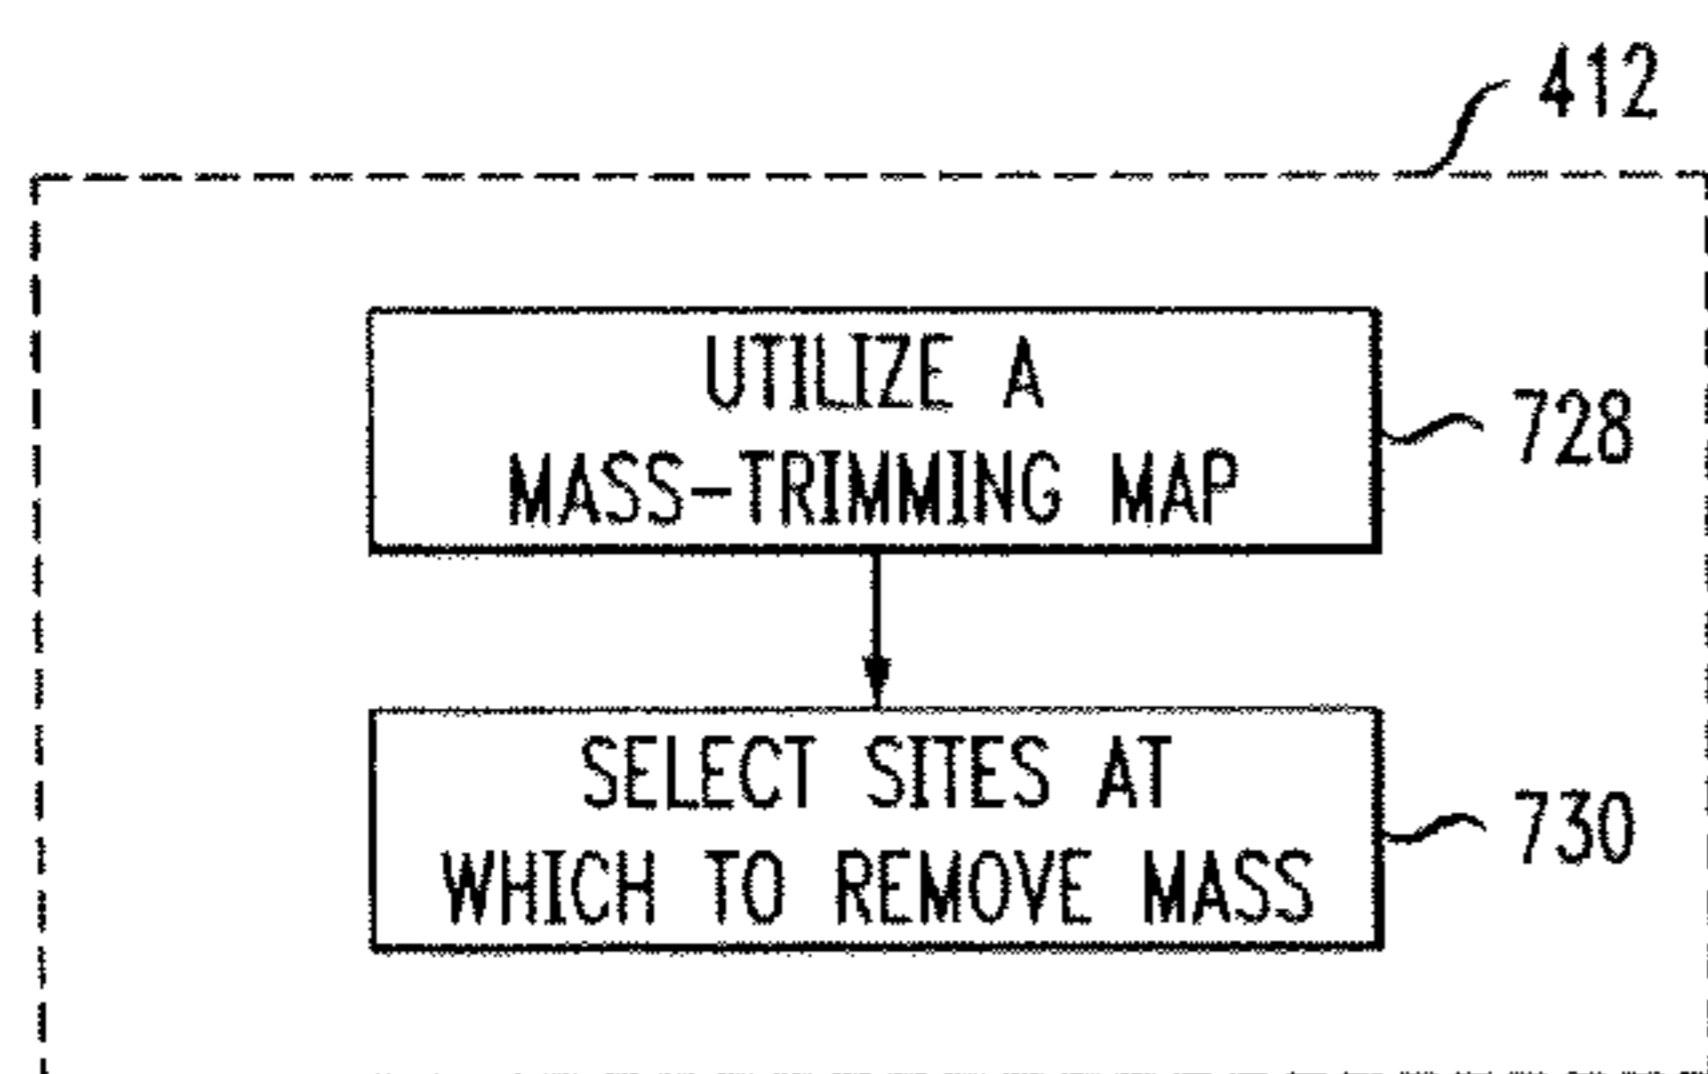 412
UTILIZE A
MASS-TRIMMING MAP
728
SELECT SITES AT
WHICH TO REMOVE MASS
730